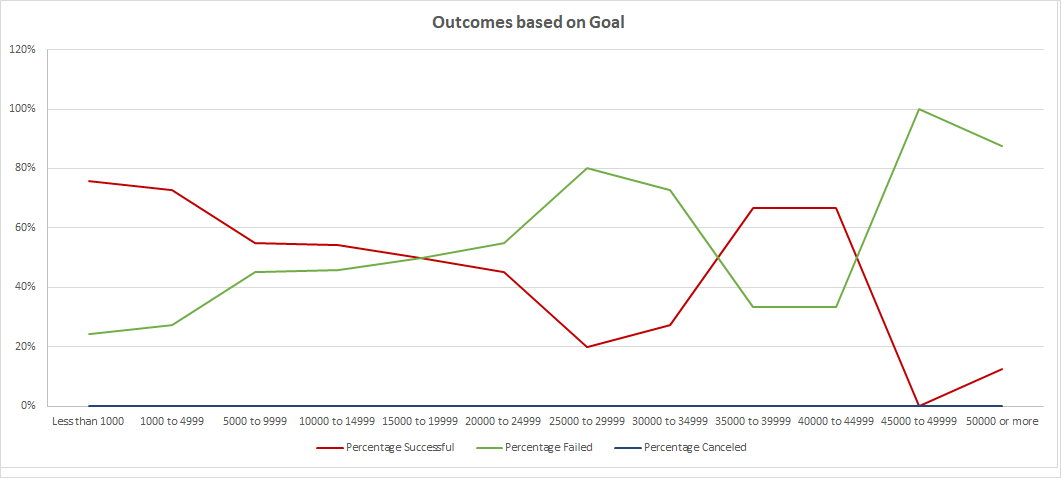 Outcomes based on Goal
120%
100%
80%
60%
40%
20%
0%
Less than 1000 1000 to 4999 5000 to 9999 10000 to 14999 15000 to 19999 20000 to 24999 25000 to 29999 30000 to 34999 35000 to 39999 40000 to 44999 45000 to 49999 50000 or more
Percentage Successful Percentage Failed Percentage Canceled